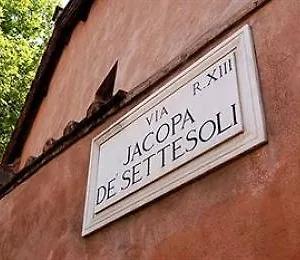 VIA R. XIII
JACOPA
DE' SETTESOLI